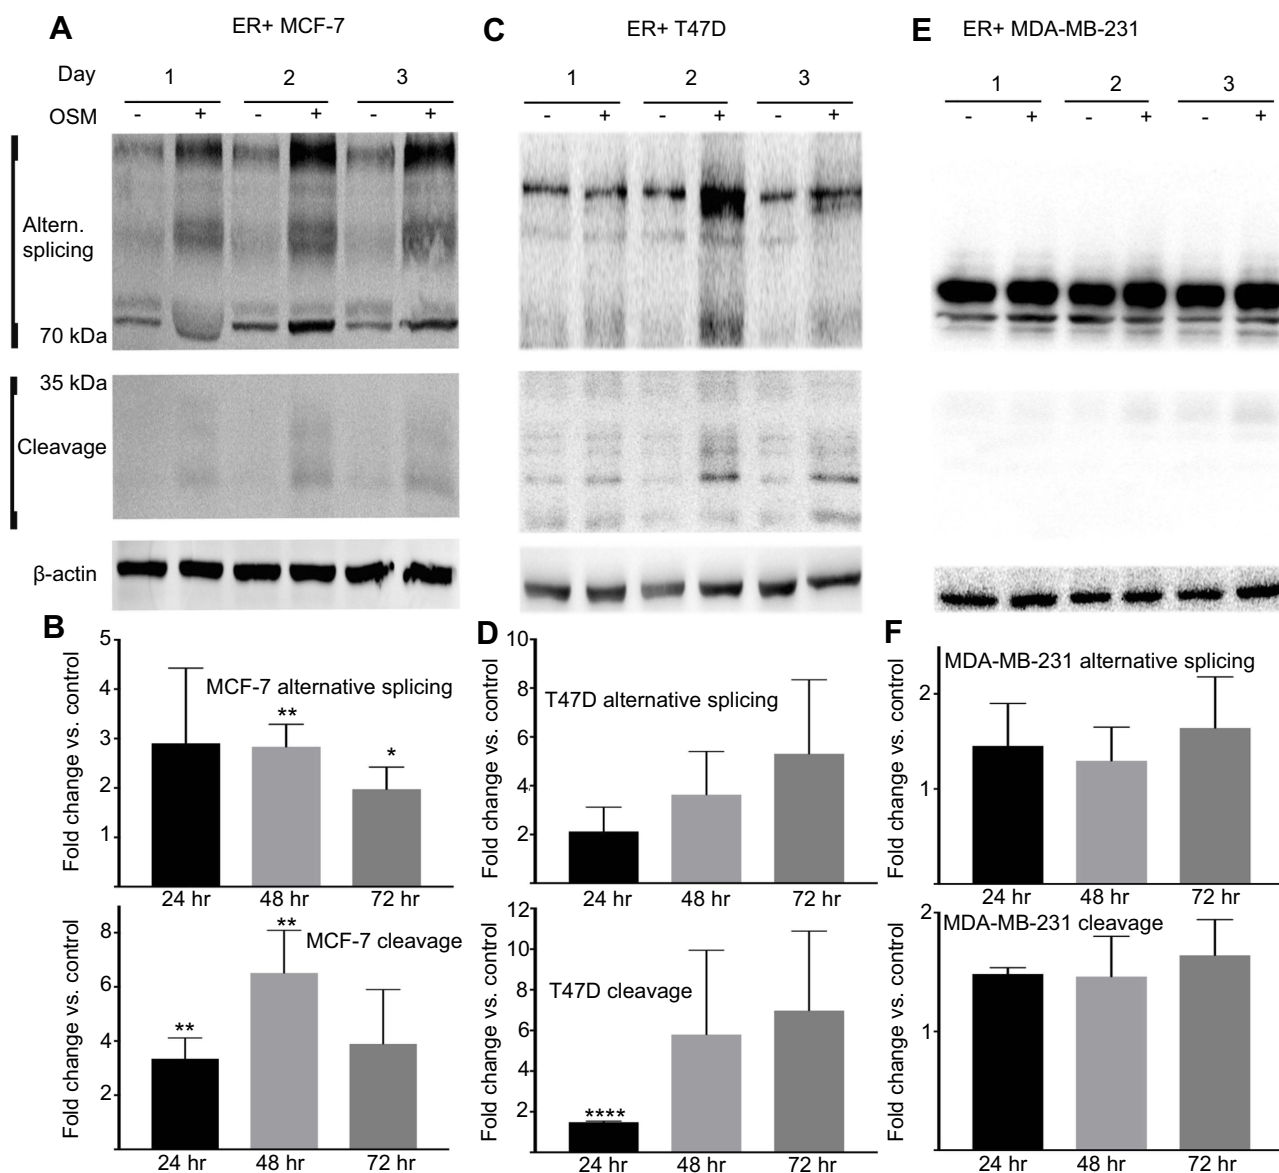 A
ER+ MCF-7
Day
1
2
3
OSM
- + - + - +
Altern.
splicing
70 kDa
35 kDa
Cleavage
β-actin
C
ER+ T47D
1
2
3
- + - + - +
E
ER+ MDA-MB-231
1
2
3
- + - + - +
B
Fold change vs. control
5
4
3
2
1
MCF-7 alternative splicing
**
*
24 hr
48 hr
72 hr
Fold change vs. control
8
6
4
2
MCF-7 cleavage
**
**
24 hr
48 hr
72 hr
D
Fold change vs. control
10
8
6
4
2
T47D alternative splicing
24 hr
48 hr
72 hr
Fold change vs. control
12
10
8
6
4
2
T47D cleavage
****
24 hr
48 hr
72 hr
F
Fold change vs. control
2
1
MDA-MB-231 alternative splicing
24 hr
48 hr
72 hr
Fold change vs. control
2
1
MDA-MB-231 cleavage
24 hr
48 hr
72 hr